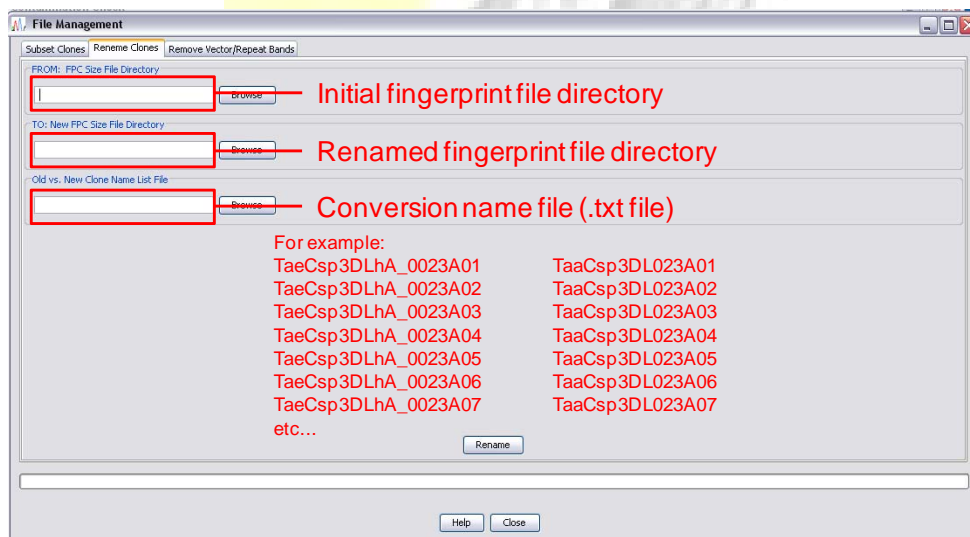 File Management
Subset Clones Reneme Clones Remove Vector/Repeat Bands
FROM: FPC Size File Directory
Browse Initial fingerprint file directory
TO: New FPC Size File Directory
Browse Renamed fingerprint file directory
Old vs. New Clone Name List File
Browse Conversion name file (.txt file)
For example:
TaeCsp3DLhA_0023A01 TaaCsp3DL023A01
TaeCsp3DLhA_0023A02 TaaCsp3DL023A02
TaeCsp3DLhA_0023A03 TaaCsp3DL023A03
TaeCsp3DLhA_0023A04 TaaCsp3DL023A04
TaeCsp3DLhA_0023A05 TaaCsp3DL023A05
TaeCsp3DLhA_0023A06 TaaCsp3DL023A06
TaeCsp3DLhA_0023A07 TaaCsp3DL023A07
etc...
Rename
Help Close